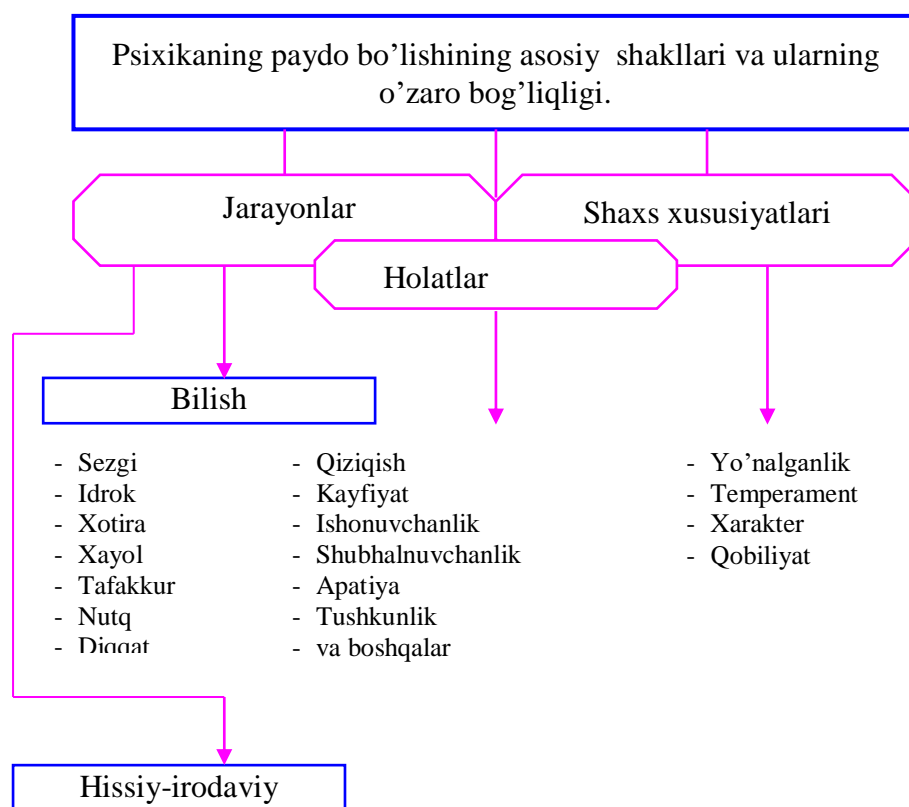 Psixikaning paydo bo’lishining asosiy shakllari va ularning
o’zaro bog’liqligi.
Jarayonlar
Shaxs xususiyatlari
Holatlar
Bilish
- Sezgi
- Idrok
- Xotira
- Xayol
- Tafakkur
- Nutq
- Diqqat
- Qiziqish
- Kayfiyat
- Ishonuvchanlik
- Shubhalnuvchanlik
- Apatiya
- Tushkunlik
- va boshqalar
- Yo’nalganlik
- Temperament
- Xarakter
- Qobiliyat
Hissiy-irodaviy